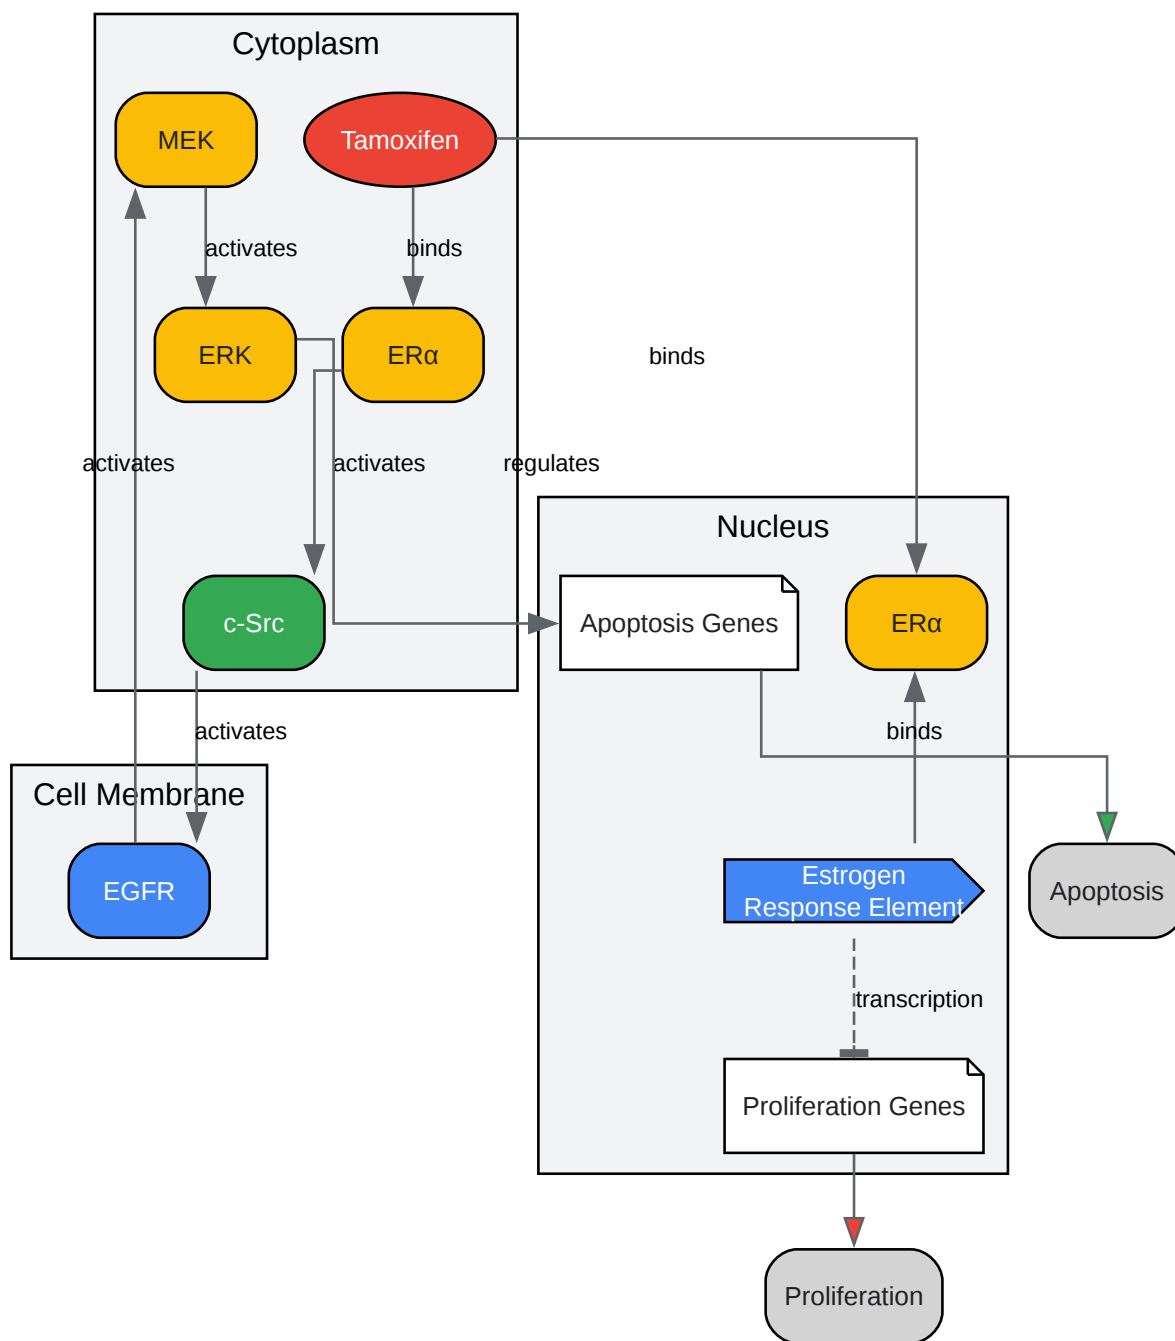 Cytoplasm
MEK
Tamoxifen
activates
binds
ERK
ERα
binds
activates
activates
regulates
Nucleus
c-Src
Apoptosis Genes
ERα
activates
binds
Cell Membrane
EGFR
Estrogen
Response Element
Apoptosis
transcription
Proliferation Genes
Proliferation